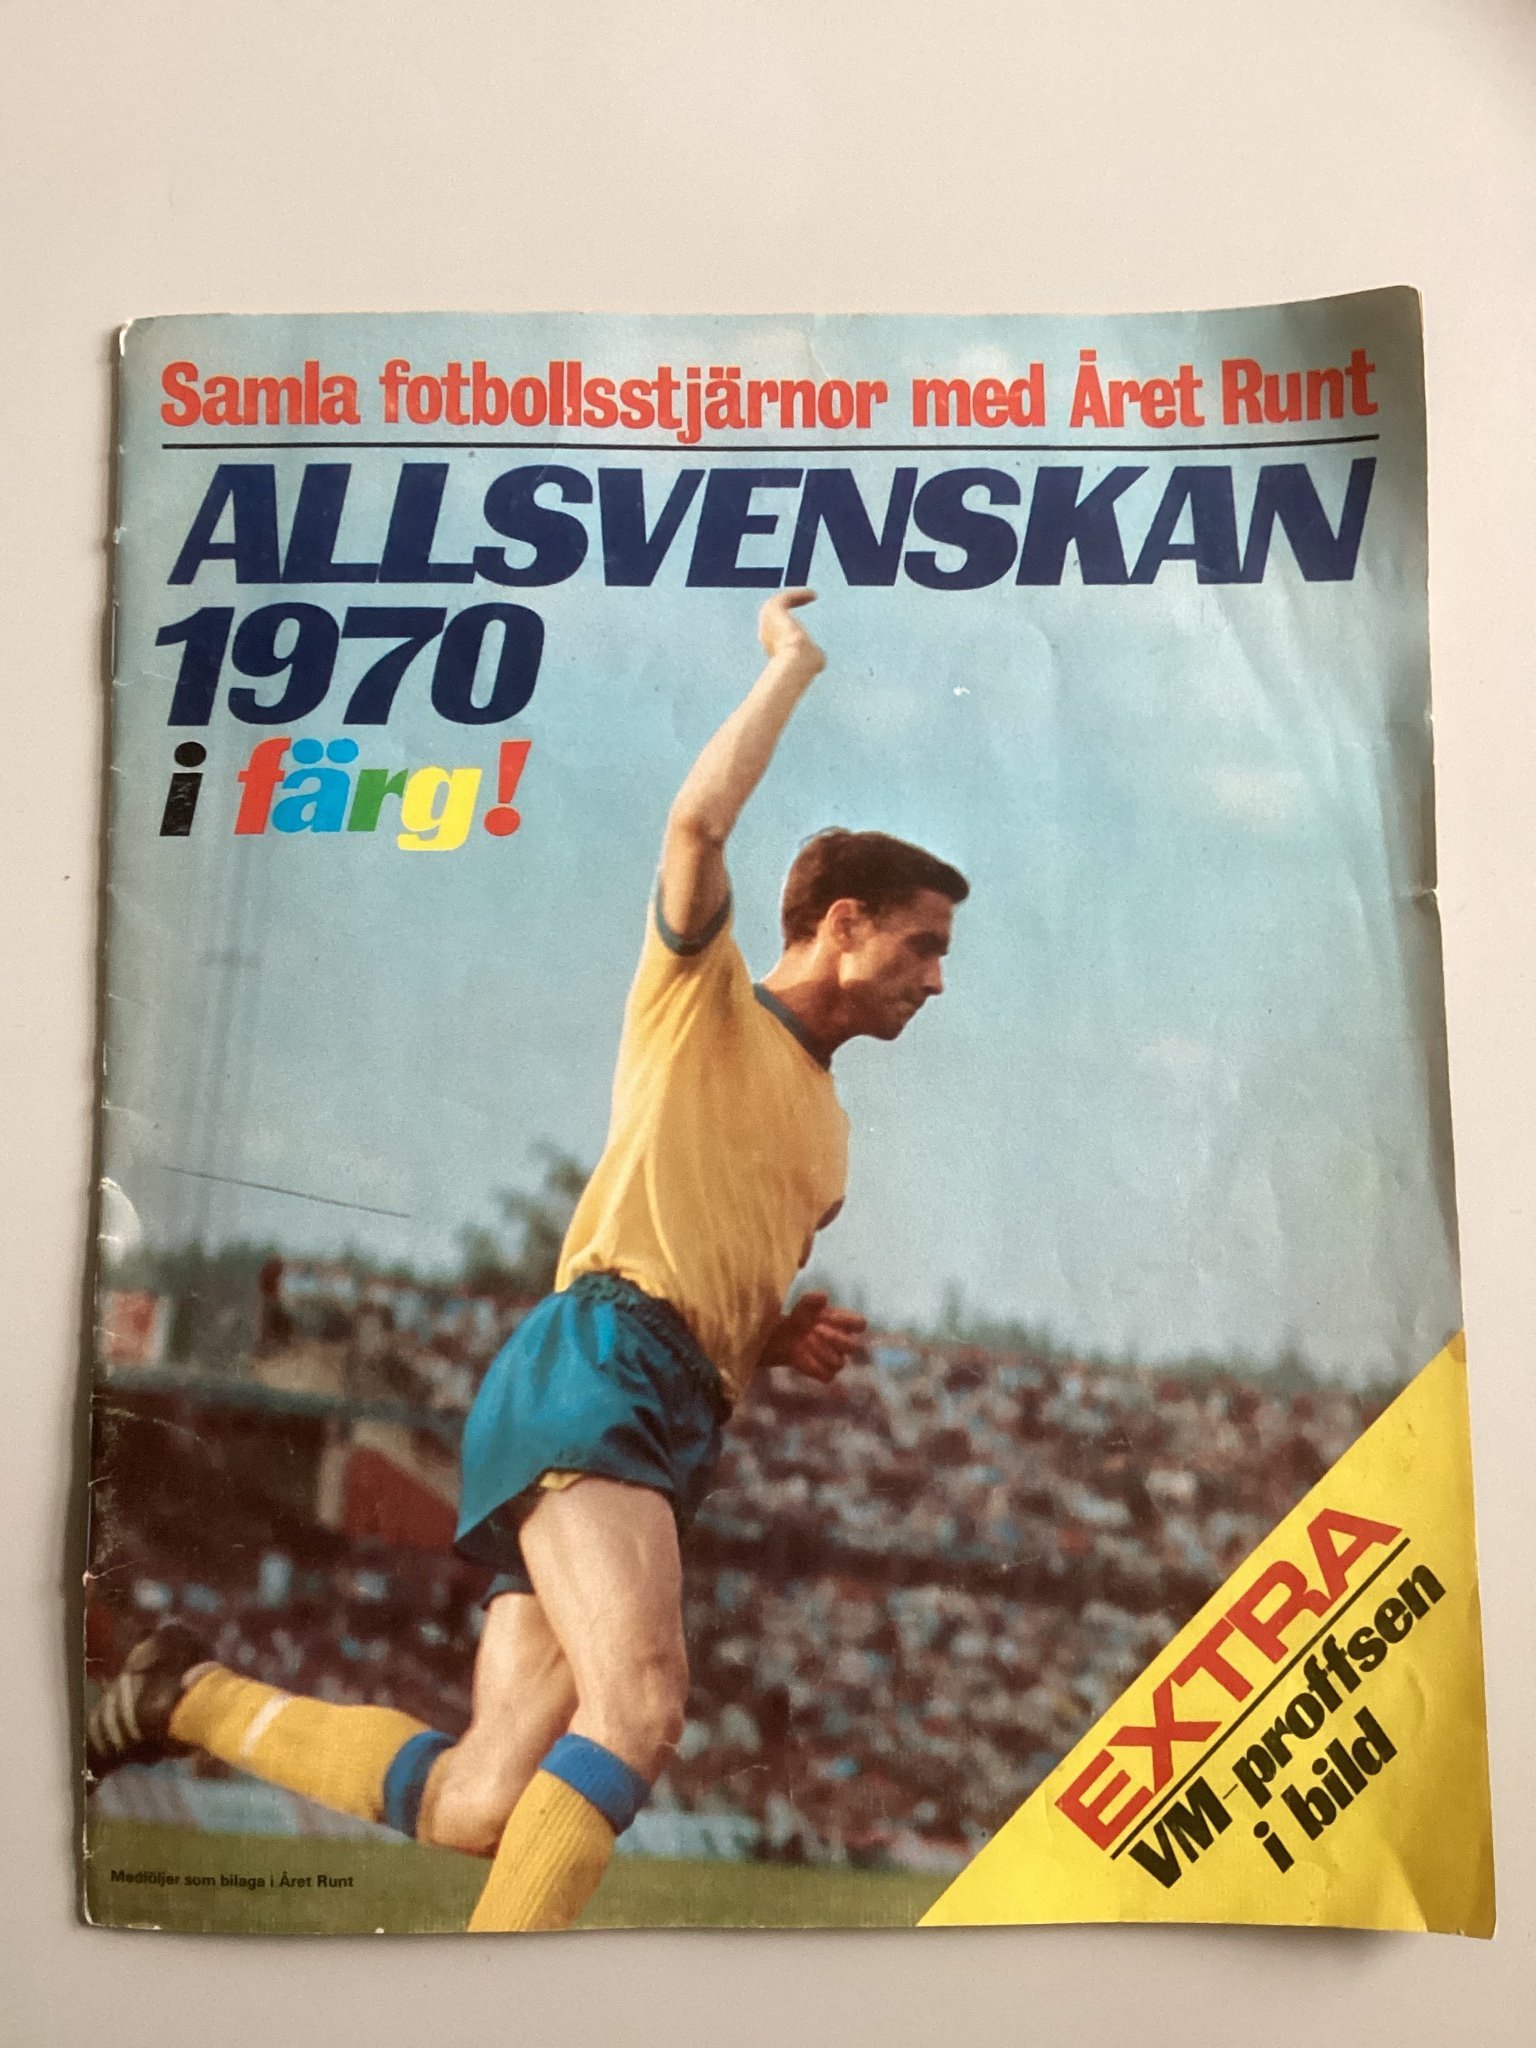 Samla fotbollsstjärnor med Året Runt
ALLSVENSKAN
1970
i färg!
EXTRA
VM-proffsen
i bild
Medföljer som bilaga i Året Runt